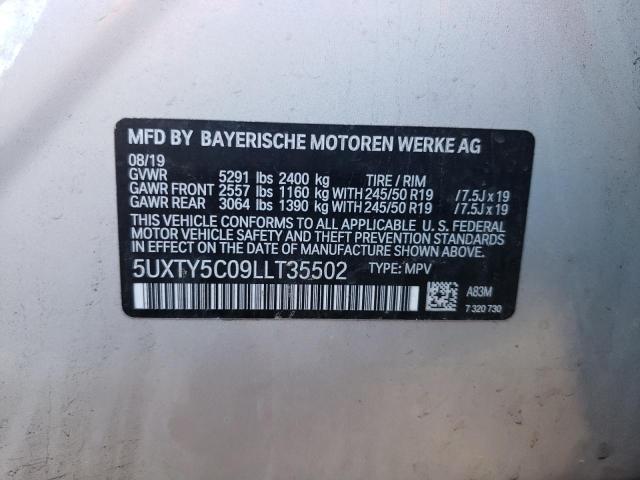 MFD BY BAYERISCHE MOTOREN WERKE AG
08/19
GVWR 5291 lbs 2400 kg TIRE / RIM
GAWR FRONT 2557 lbs 1160 kg WITH 245/50 R19 / 7.5J x 19
GAWR REAR 3064 lbs 1390 kg WITH 245/50 R19 / 7.5J x 19
THIS VEHICLE CONFORMS TO ALL APPLICABLE U. S. FEDERAL
MOTOR VEHICLE SAFETY, BUMPER, AND THEFT PREVENTION
STANDARDS IN EFFECT ON THE DATE OF MANUFACTURE SHOWN
ABOVE.
5UXTY5C09LLT35502 TYPE: MPV
A83M
7 320 730